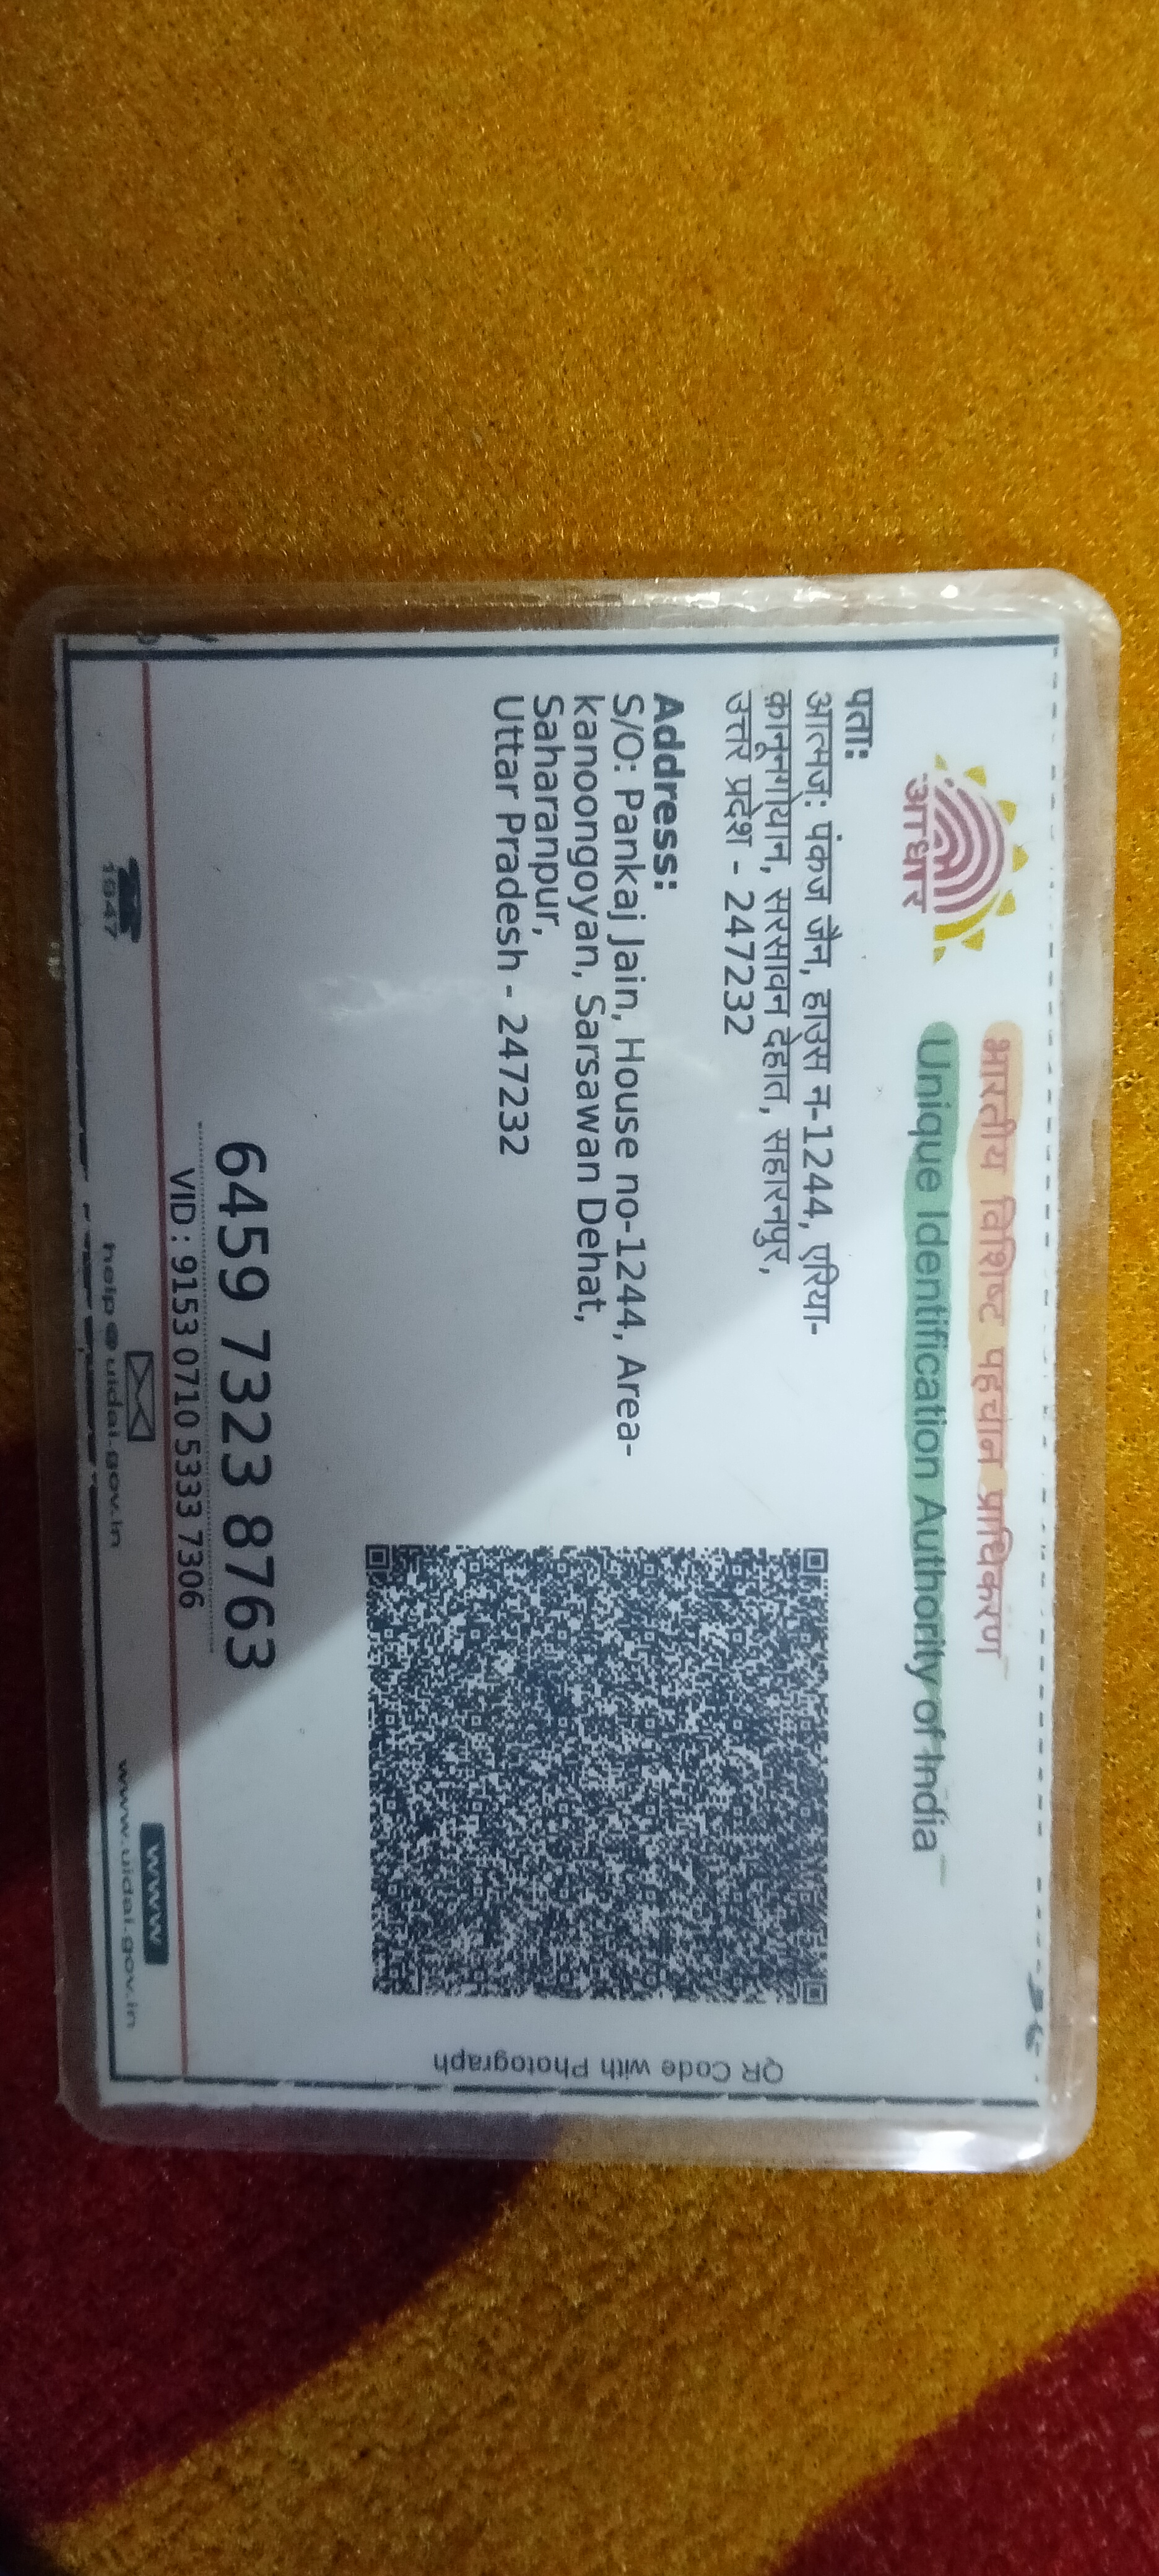 भारतीय विशिष्ट पहचान प्राधिकरण
Unique Identification Authority of India
आधार
पता:
आत्मज: पंकज जैन, हाउस न-1244, एरिया-
कानूनगोयान, सरसावन देहात, सहारनपुर,
उत्तर प्रदेश - 247232
Address:
S/O: Pankaj Jain, House no-1244, Area-
kanoongoyan, Sarsawan Dehat,
Saharanpur,
Uttar Pradesh - 247232
QR Code with Photograph
6459 7323 8763
VID : 9153 0710 5333 7306
1947
help@uidai.gov.in
www
www.uidai.gov.in